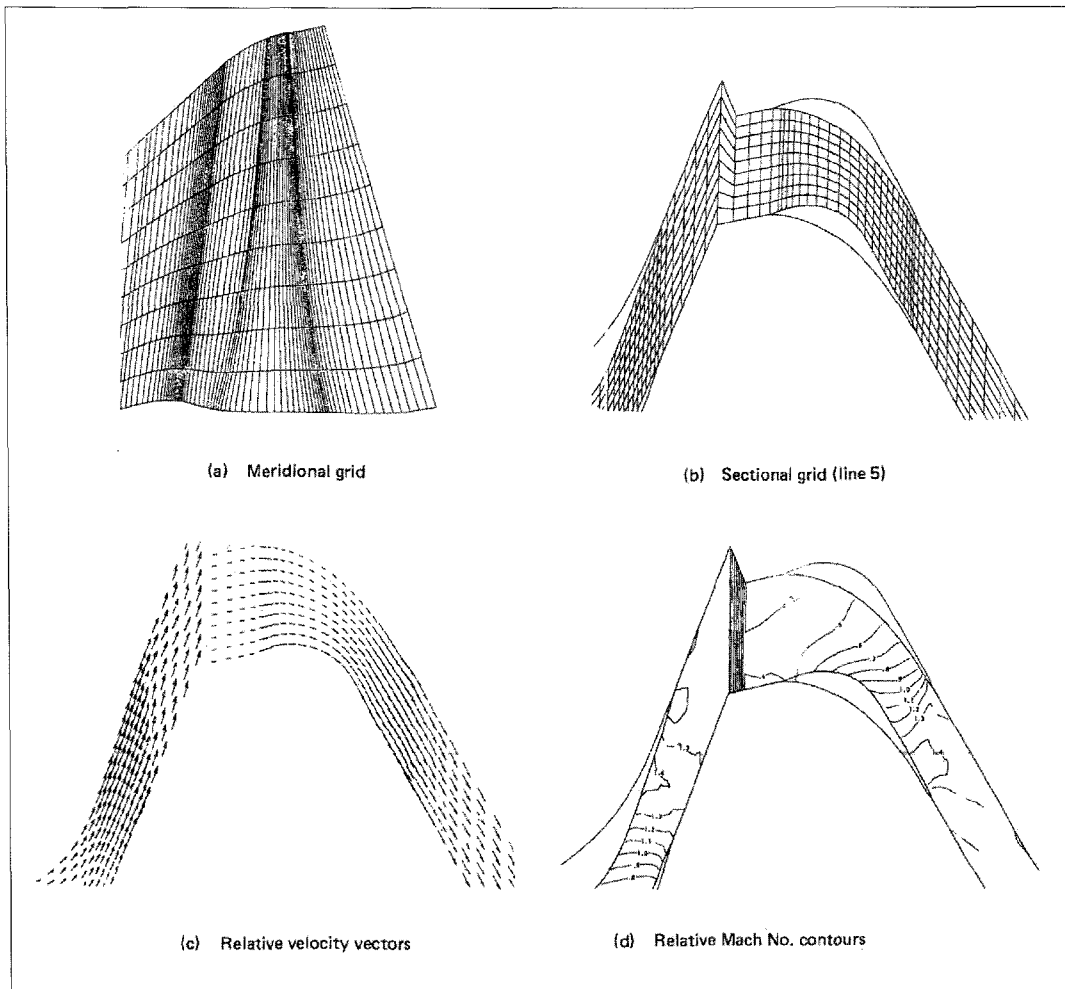 (a) Meridional grid
(b) Sectional grid (line 5)
(c) Relative velocity vectors
(d) Relative Mach No. contours